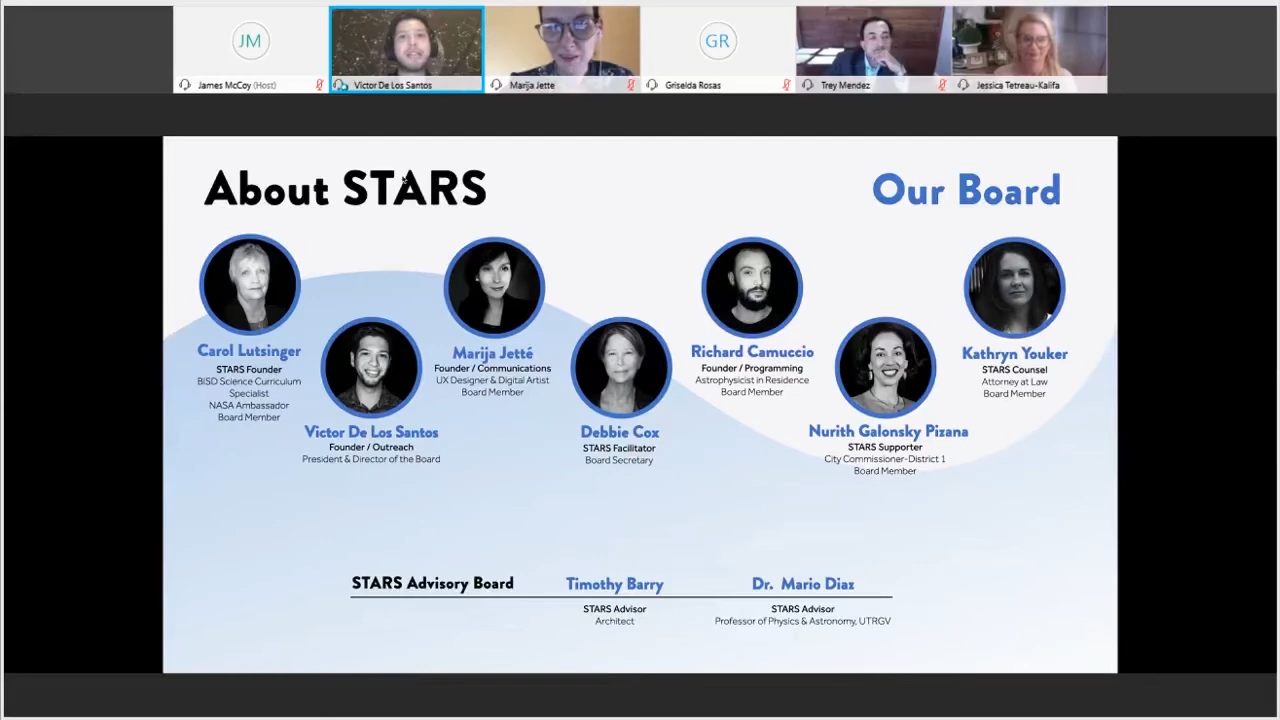 JM
GR
James McCoy (Host)
Victor De Los Santos
Marija Jette
Griselda Rosas
Trey Mendez
Jessica Tetreau-Kalifa
About STARS
Our Board
Carol Lutsinger
STARS Founder
BISD Science Curriculum
Specialist
NASA Ambassador
Board Member
Victor De Los Santos
Founder / Outreach
President & Director of the Board
Marija Jetté
Founder / Communications
UX Designer & Digital Artist
Board Member
Debbie Cox
STARS Facilitator
Board Secretary
Richard Camuccio
Founder / Programming
Astrophysicist in Residence
Board Member
Nurith Galonsky Pizana
STARS Supporter
City Commissioner-District 1
Board Member
Kathryn Youker
STARS Counsel
Attorney at Law
Board Member
STARS Advisory Board
Timothy Barry
STARS Advisor
Architect
Dr. Mario Diaz
STARS Advisor
Professor of Physics & Astronomy, UTRGV